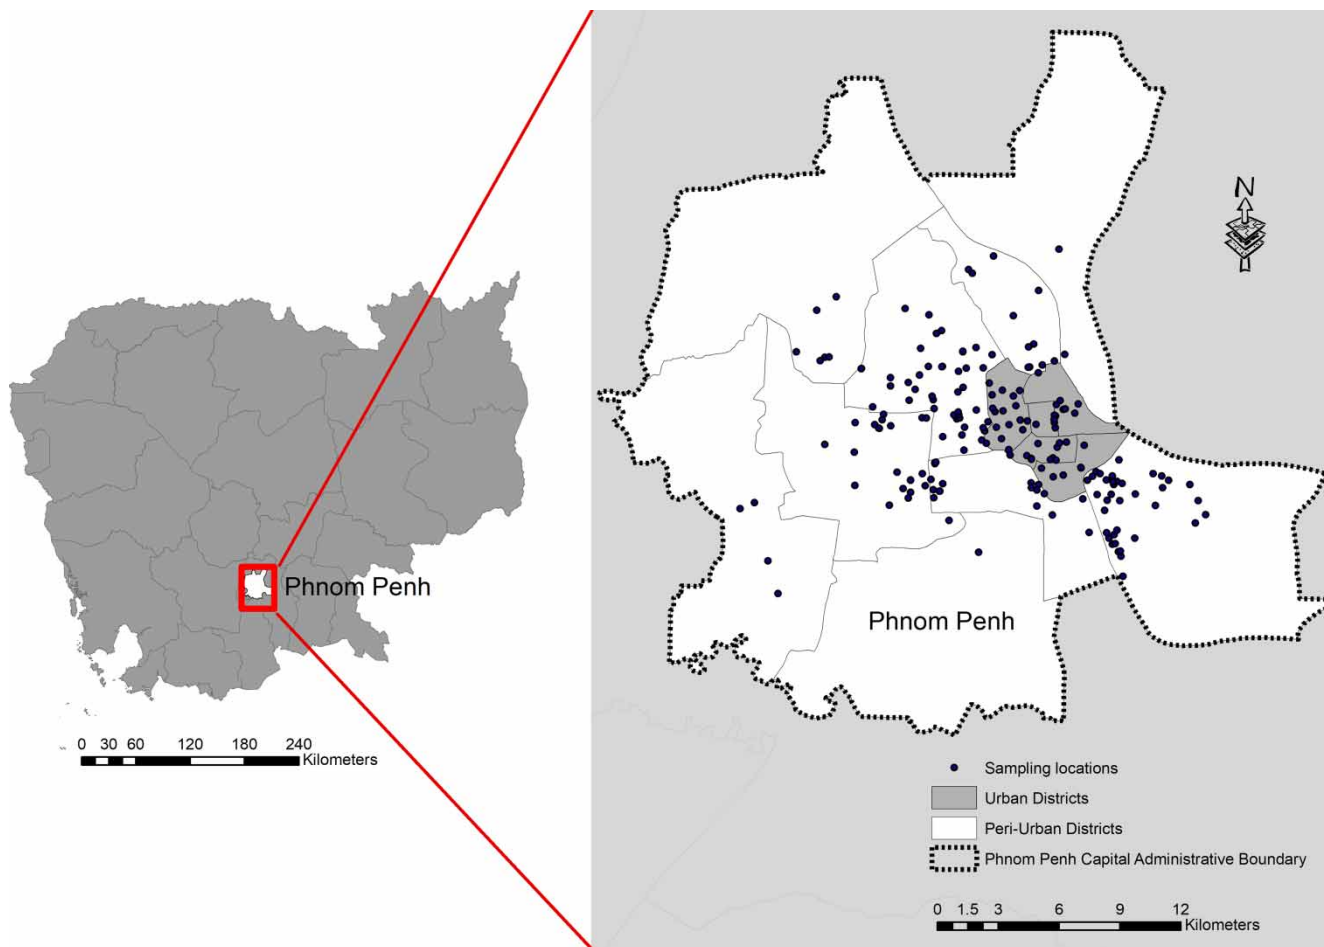 Phnom Penh
0 30 60 120 180 240
Kilometers
N
Phnom Penh
Sampling locations
Urban Districts
Peri-Urban Districts
Phnom Penh Capital Administrative Boundary
0 1.5 3 6 9 12
Kilometers